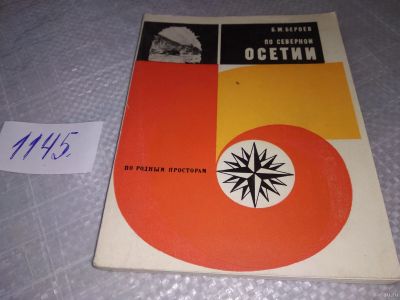 Б.М.БЕРОЕВ
ПО СЕВЕРНОЙ
ОСЕТИИ
1145.
ПО РОДНЫМ ПРОСТОРАМ